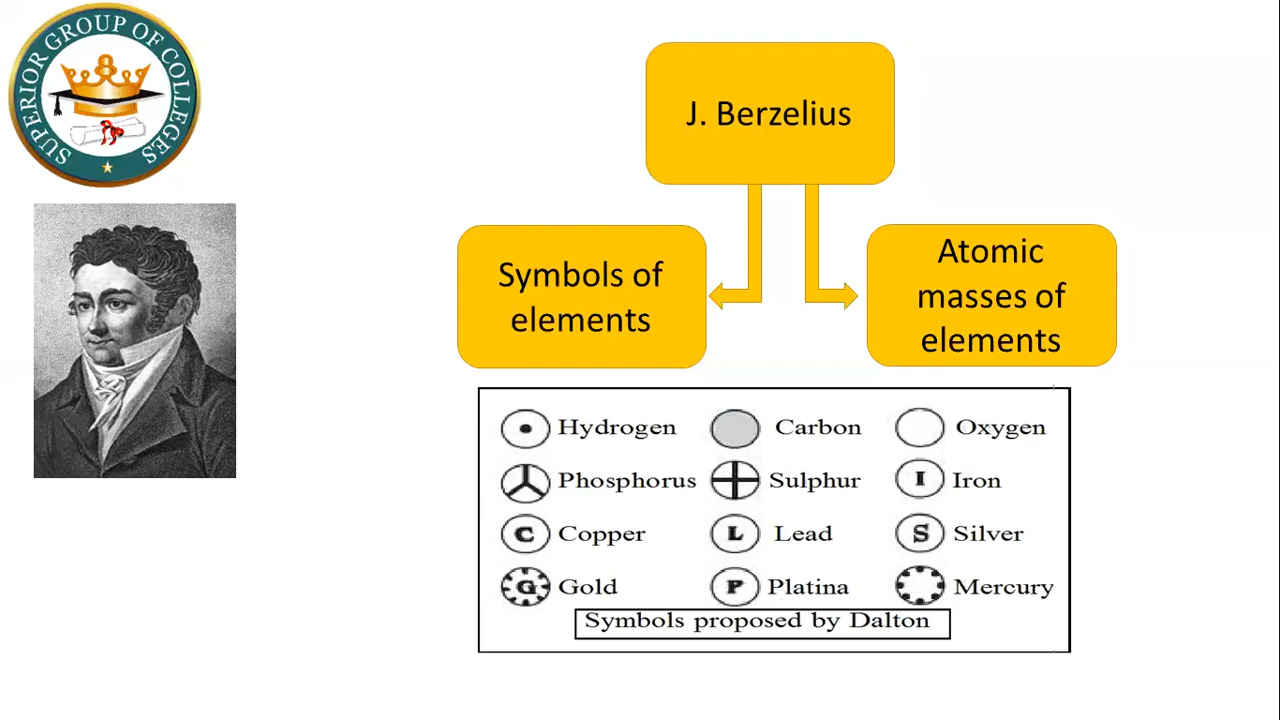 SUPERIOR GROUP OF COLLEGES
J. Berzelius
Symbols of
elements
Atomic
masses of
elements
Hydrogen Carbon Oxygen
Phosphorus Sulphur I Iron
C Copper L Lead S Silver
G Gold P Platina Mercury
Symbols proposed by Dalton